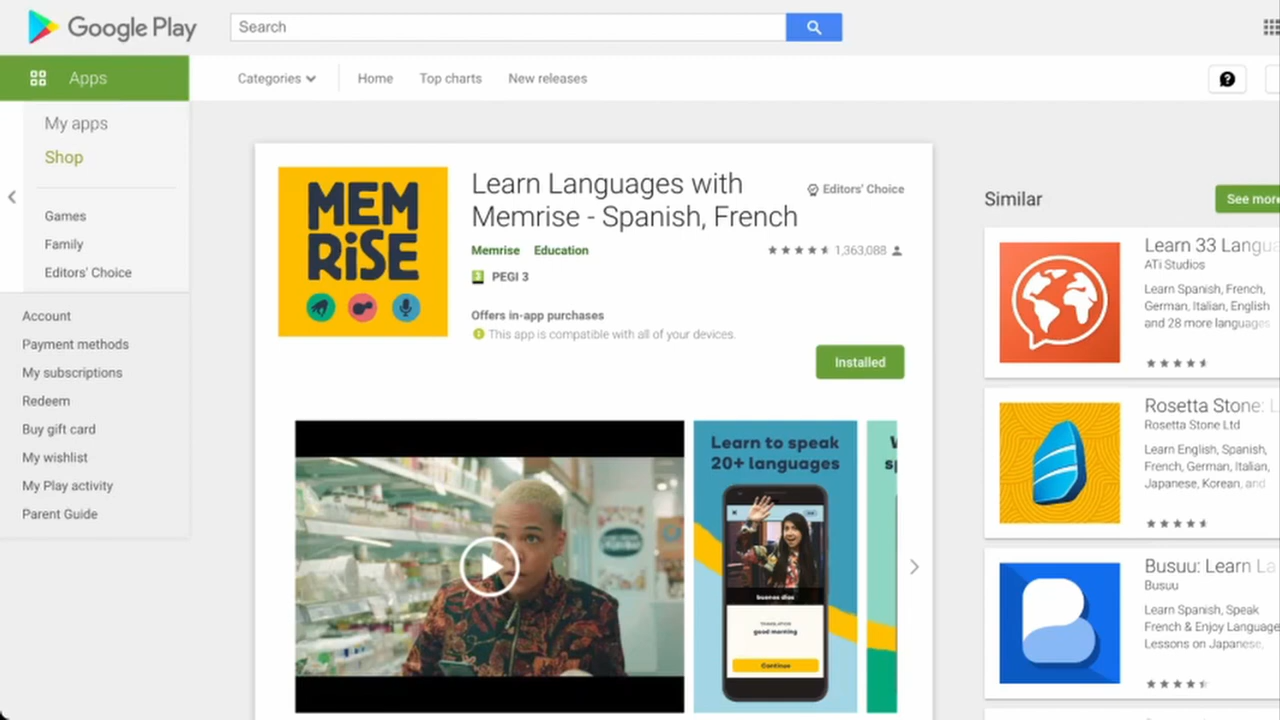 Google Play
Search
Apps
Categories
Home
Top charts
New releases
My apps
Shop
Games
Family
Editors' Choice
Account
Payment methods
My subscriptions
Redeem
Buy gift card
My wishlist
My Play activity
Parent Guide
MEM
RiSE
Learn Languages with
Memrise - Spanish, French
Editors' Choice
Memrise Education
1,363,088
3 PEGI 3
Offers in-app purchases
This app is compatible with all of your devices.
Installed
Learn to speak
20+ languages
buenos días
TRANSLATION
good morning
Continue
Similar
See more
Learn 33 Langua
ATi Studios
Learn Spanish, French,
German, Italian, English
and 28 more languages
Rosetta Stone: L
Rosetta Stone Ltd
Learn English, Spanish,
French, German, Italian,
Japanese, Korean, and
Busuu: Learn La
Busuu
Learn Spanish, Speak
French & Enjoy Language
Lessons on Japanese,